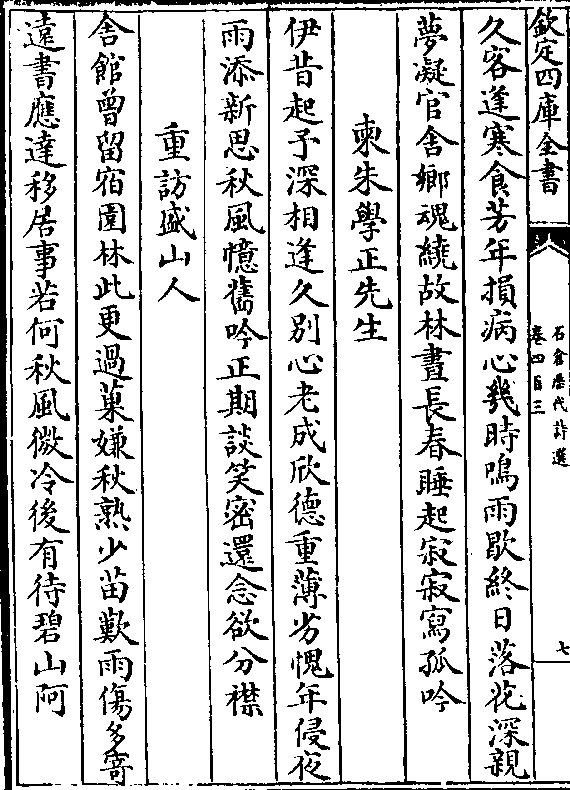 欽定四庫全書
石倉歷代詩選
卷四百三
七
久客逢寒食芳年損病心幾時鳴雨歇終日落花深親
夢凝官舎鄉魂繞故林晝長春睡起寂寂寫孤吟
柬朱學正先生
伊昔起予深相逢久别心老成欣德重薄劣愧年侵夜
雨添新思秋風憶舊吟正期談笑密還念欲分襟
重訪盛山人
舎館曾留宿園林此更過菓嫌秋熟少苗歎雨傷多寄
遠書應達移居事若何秋風微冷後有待碧山阿